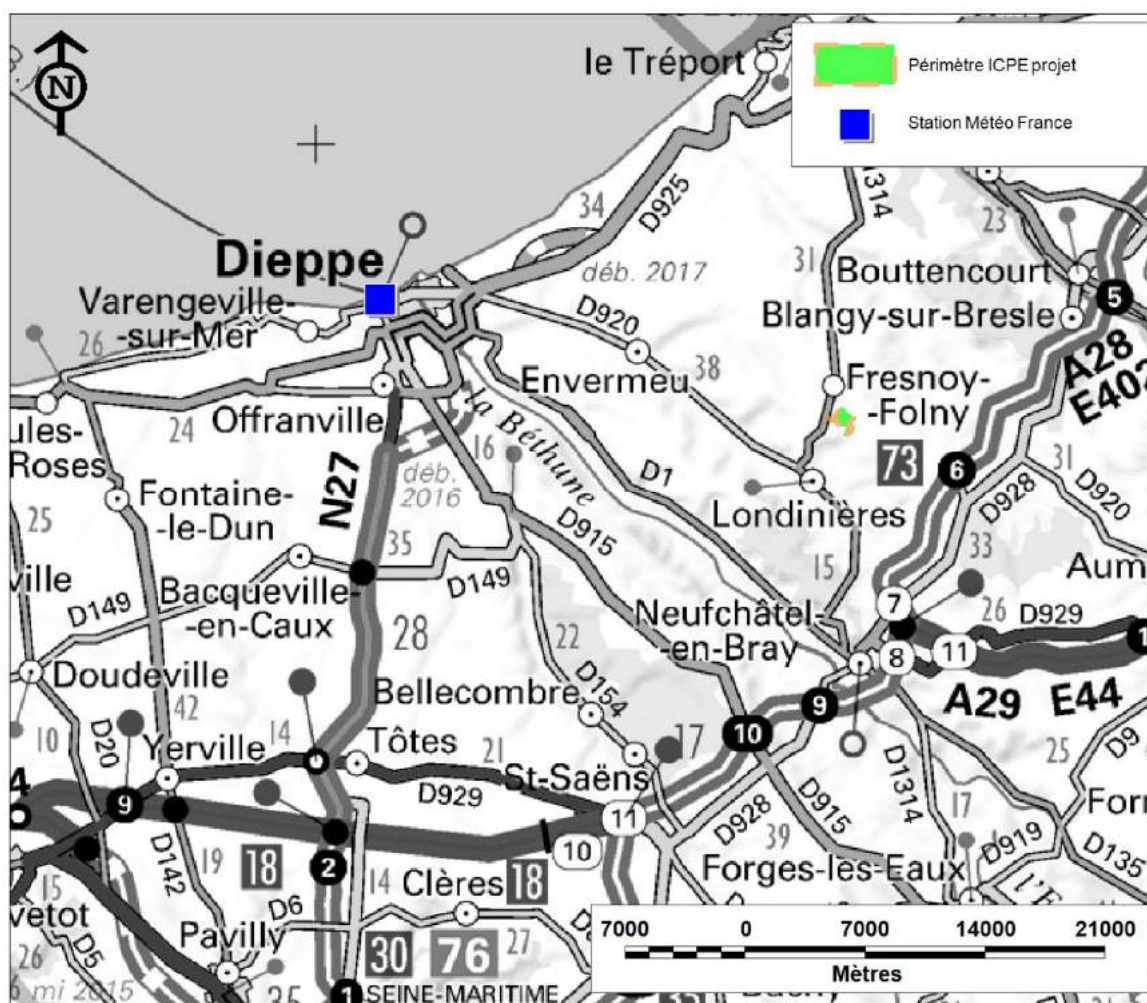 le Tréport
Périmètre ICPE projet
Station Météo France
N
34
D925
D1314
23
31
Dieppe
déb. 2017
Bouttencourt
Varengeville-
-sur-Mer
D920
Blangy-sur-Bresle
5
A28
26
38
Envermeu
Fresnoy-
-Folny
Offranville
la Béthune
24
16
73
6
31
N27
déb.
2016
D1
D928
D920
Fontaine-
-le-Dun
Londinières
25
35
D915
33
15
D149
D149
Bacqueville-
-en-Caux
Neufchâtel-
-en-Bray
7
26
D929
28
22
8
11
Doudeville
Bellecombre
D154
A29
E44
42
9
10
D20
10
17
25
D9
Yerville
14
Tôtes
21
St-Saëns
D1314
9
D929
11
D928
D915
17
10
39
D919
D142
19
18
2
14
Clères
18
Forges-les-Eaux
D135
15
D6
Pavilly
27
26
D5
30
76
7000
0
7000
14000
21000
Mètres
mi 2015
35
1
SEINE-MARITIME